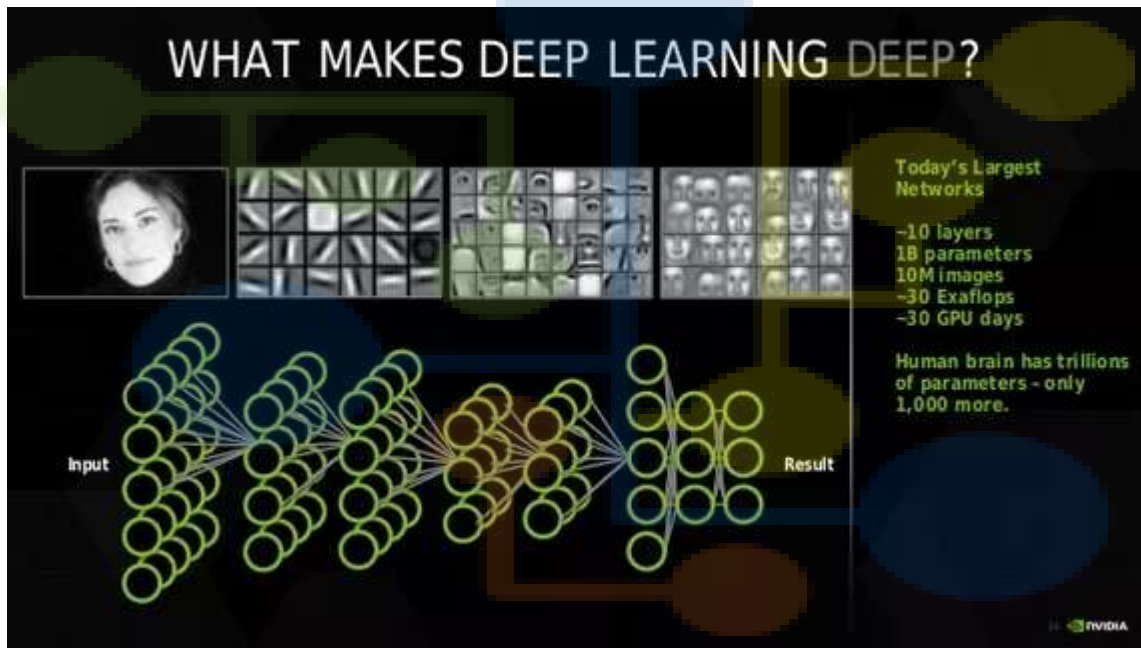 WHAT MAKES DEEP LEARNING DEEP?
Today's Largest
Networks
~10 layers
1B parameters
10M images
~30 Exaflops
~30 GPU days
Human brain has trillions
of parameters - only
1,000 more.
Input
Result
NVIDIA